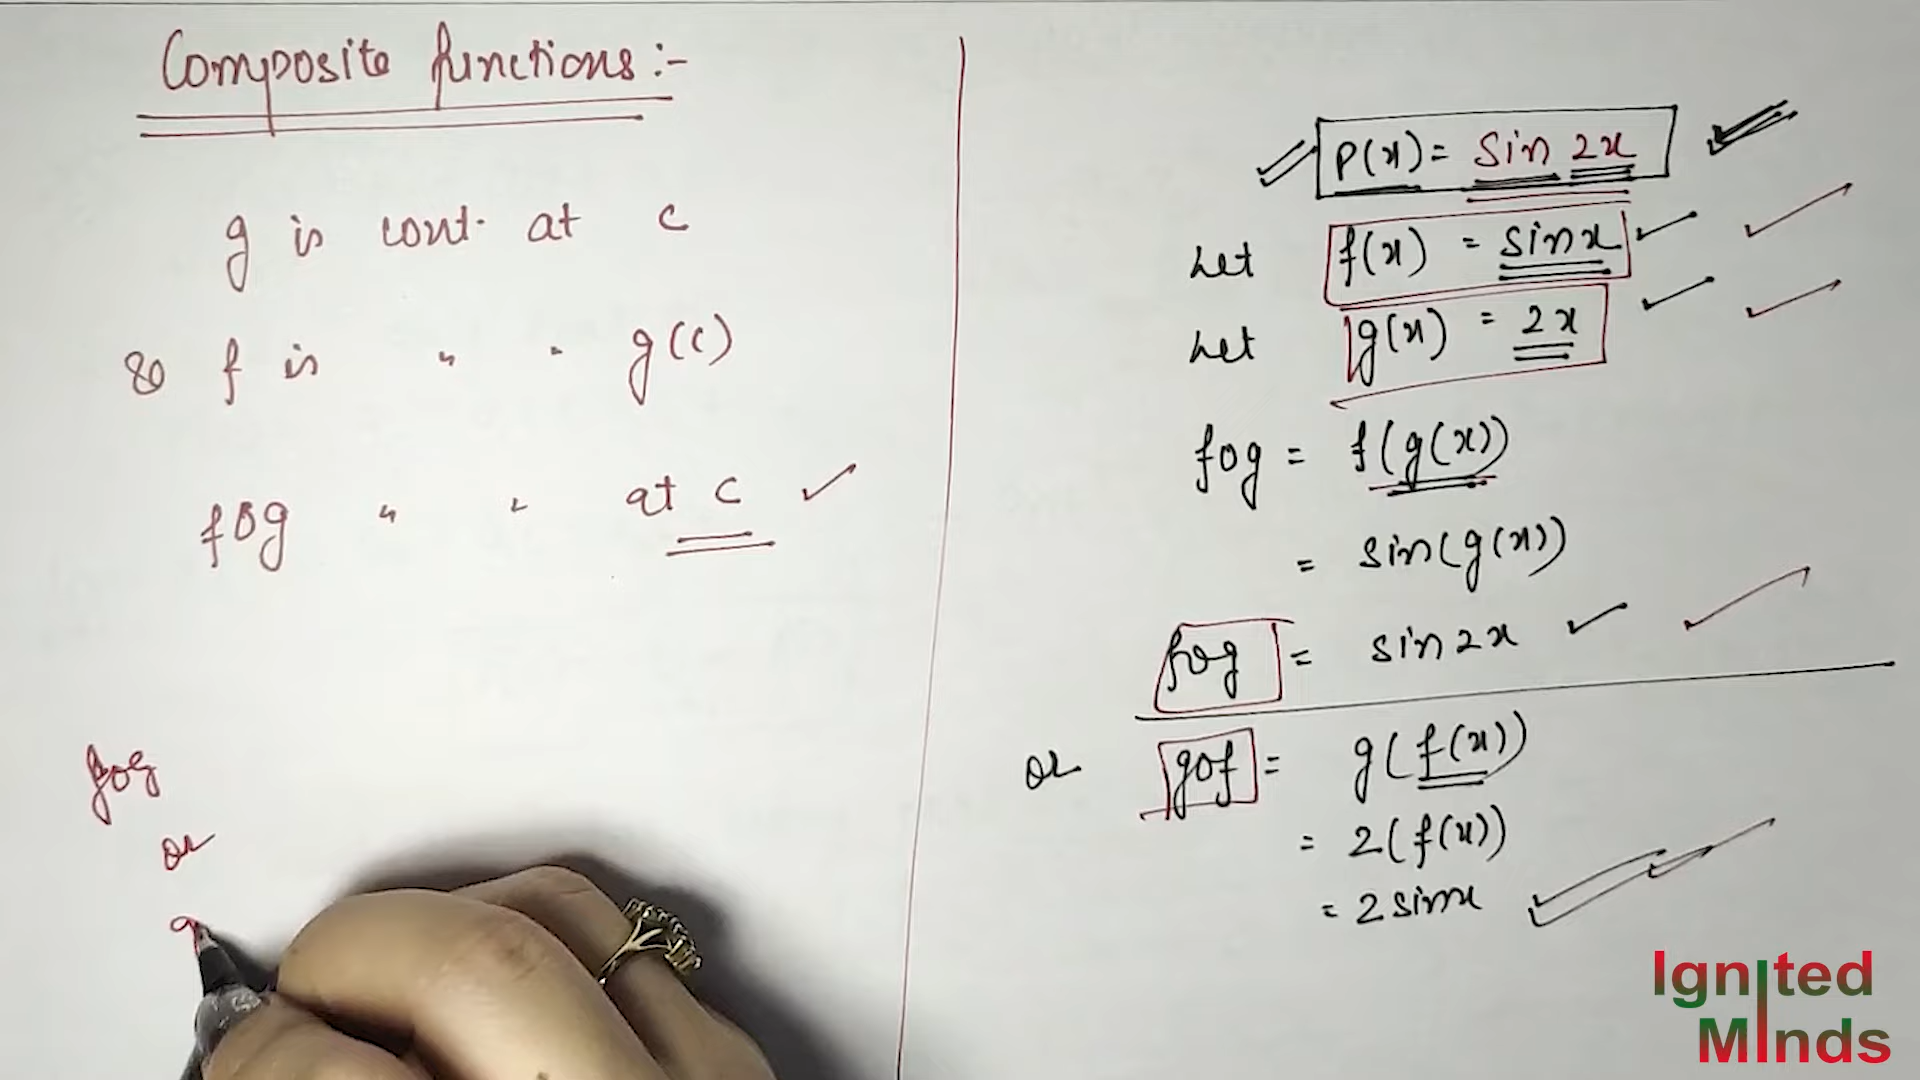 Composite functions :-
g is cont. at c
& f is " " g(c)
fog " " at c ✓
fog
or
g
P(x) = sin 2x
Let f(x) = sin x
Let g(x) = 2x
fog = f(g(x))
= sin(g(x))
fog = sin 2x
or gof = g(f(x))
= 2(f(x))
= 2 sinx
Ignited
Minds